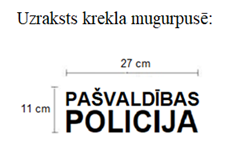 Uzraksts krekla mugurpusē:
27 cm
11 cm
PAŠVALDĪBAS
POLICIJA